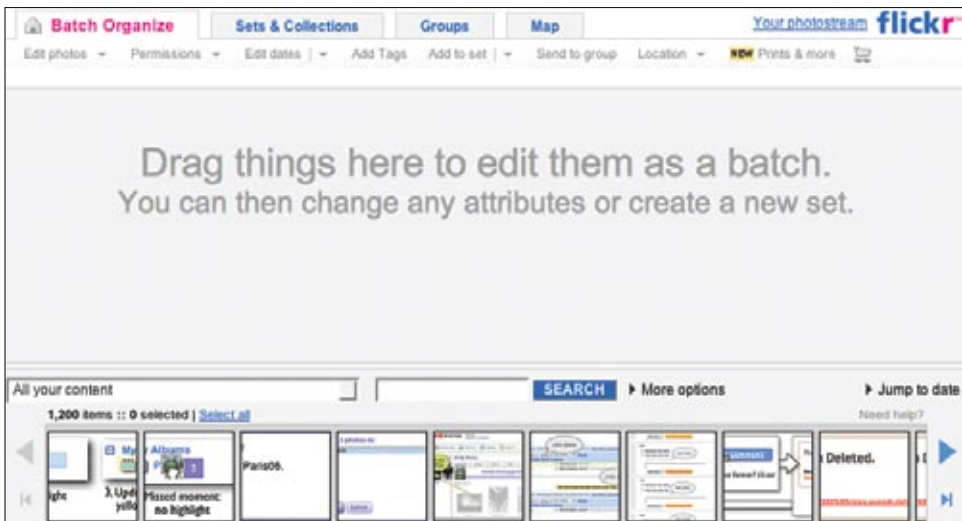 Batch Organize Sets & Collections Groups Map Your photostream flickr
Edit photos Permissions Edit dates | Add Tags Add to set | Send to group Location NEW Prints & more
Drag things here to edit them as a batch.
You can then change any attributes or create a new set.
All your content SEARCH More options Jump to date
1,200 items :: 0 selected | Select all Need help?
My Albums
Paris06.
Deleted.
Missed moment:
no highlight